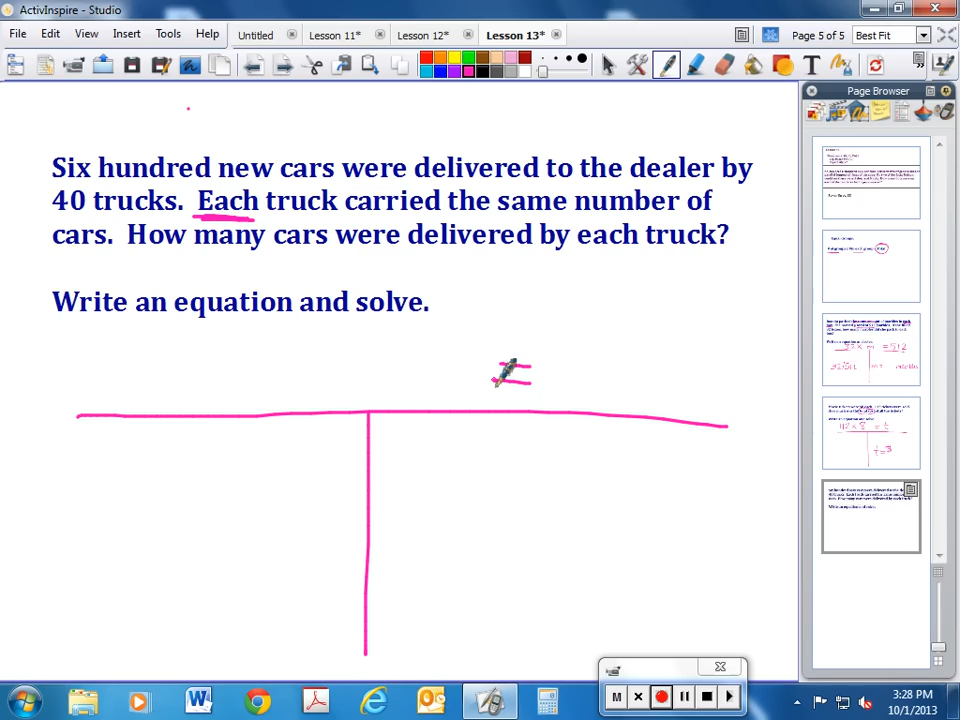 ActivInspire - Studio
File Edit View Insert Tools Help Untitled Lesson 11* Lesson 12* Lesson 13* Page 5 of 5 Best Fit
Page Browser
Six hundred new cars were delivered to the dealer by
40 trucks. Each truck carried the same number of
cars. How many cars were delivered by each truck?
Write an equation and solve.
=
M
3:28 PM
10/1/2013